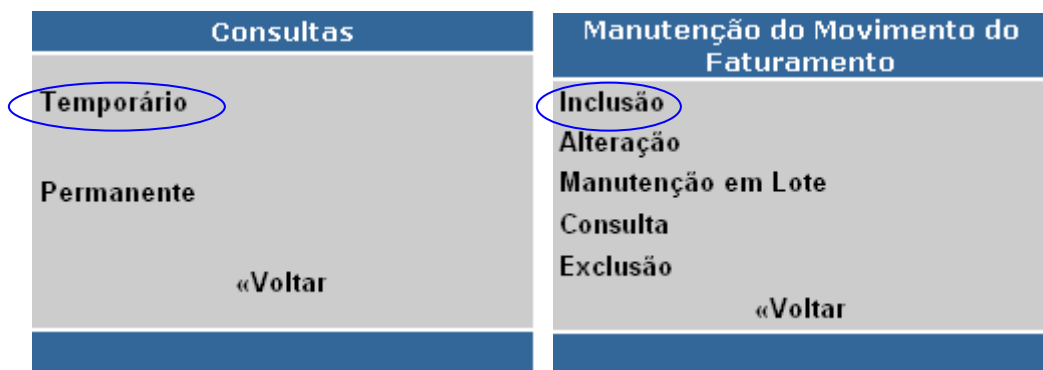 Consultas
Temporário
Permanente
«Voltar
Manutenção do Movimento do
Faturamento
Inclusão
Alteração
Manutenção em Lote
Consulta
Exclusão
«Voltar